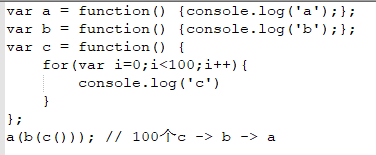 var a = function() {console.log('a');};
var b = function() {console.log('b');};
var c = function() {
    for(var i=0;i<100;i++){
        console.log('c')
    }
};
a(b(c())); // 100个c -> b -> a